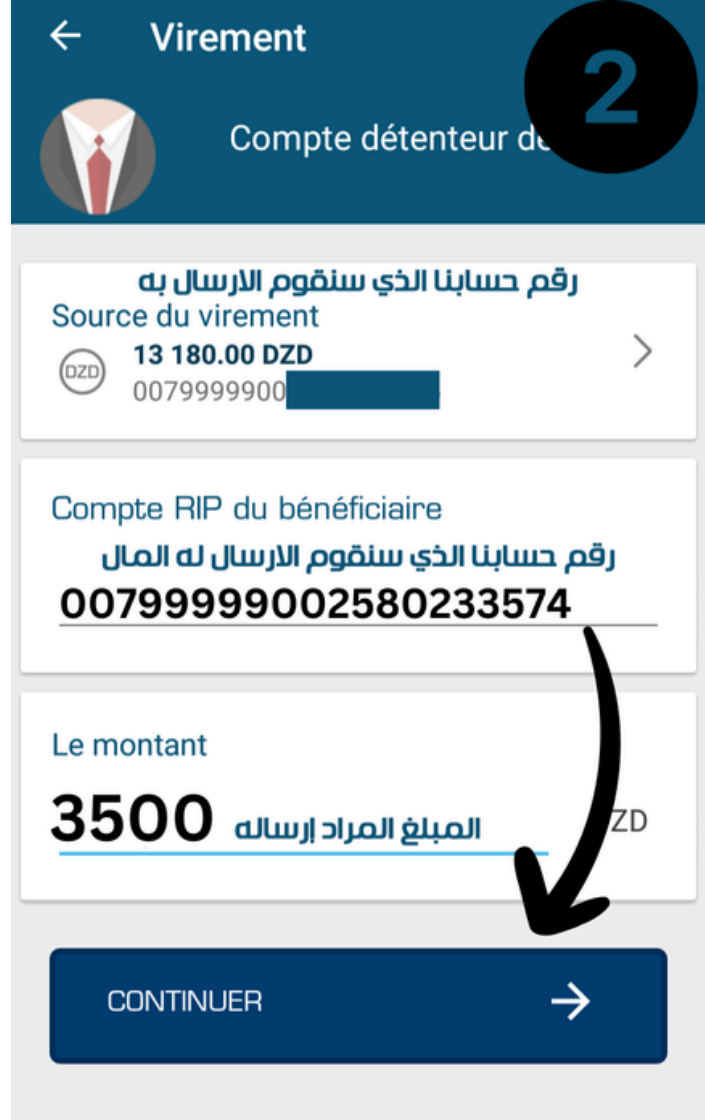 Virement
2
Compte détenteur de
رقم حسابنا الذي سنقوم الارسال به
Source du virement
DZD
13 180.00 DZD
0079999900
Compte RIP du bénéficiaire
رقم حسابنا الذي سنقوم الارسال له المال
00799999002580233574
Le montant
3500 المبلغ المراد إرساله ZD
CONTINUER